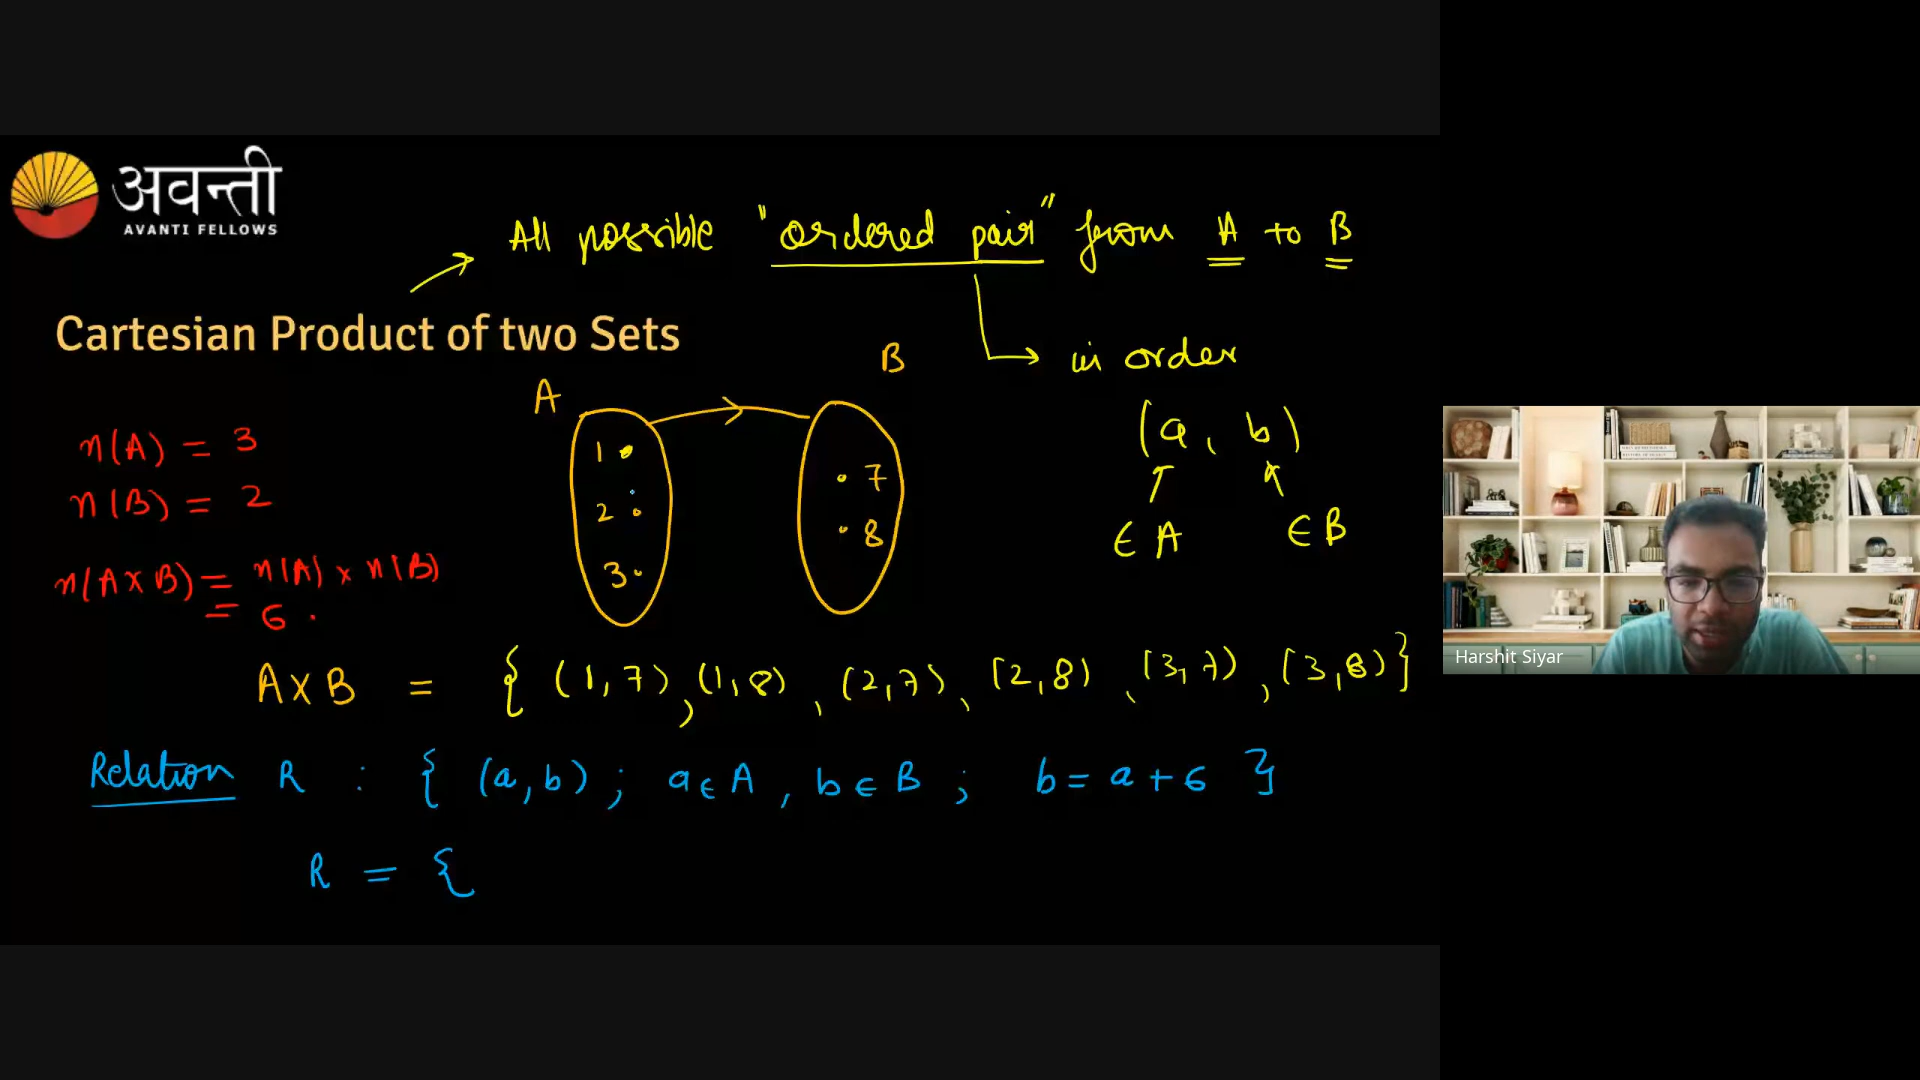 अवन्ती
AVANTI FELLOWS
All possible "ordered pair" from A to B
Cartesian Product of two Sets
in order
A
B
(a, b)
∈ A ∈ B
n(A) = 3
n(B) = 2
n(A×B) = n(A) × n(B)
= 6.
1
2
3
7
8
A×B = { (1,7), (1,8), (2,7), (2,8), (3,7), (3,8)}
Relation R : { (a,b); a∈A, b∈B; b = a + 6 }
R = {
Harshit Siyar